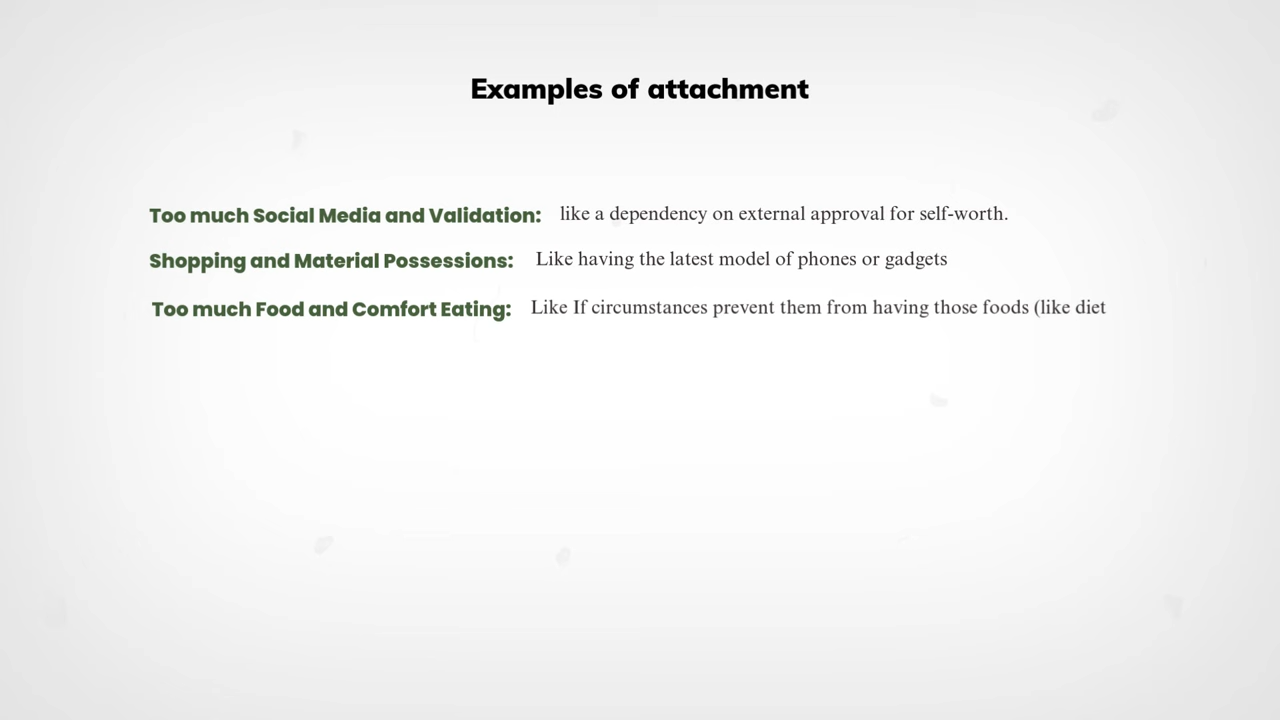 Examples of attachment
Too much Social Media and Validation: like a dependency on external approval for self-worth.
Shopping and Material Possessions: Like having the latest model of phones or gadgets
Too much Food and Comfort Eating: Like If circumstances prevent them from having those foods (like diet